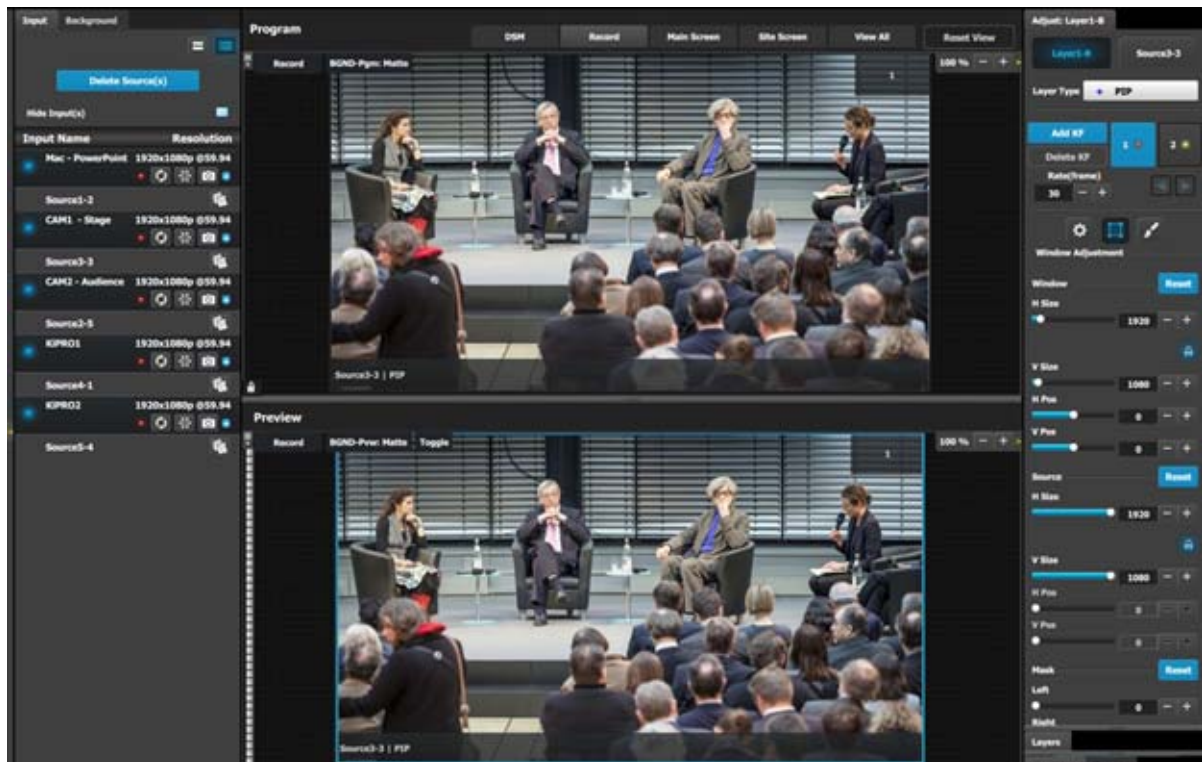 Input Background
Delete Source(s)
Hide Input(s)
Input Name Resolution
Mac - PowerPoint 1920x1080p @59.94
Source1-2
CAM1 - Stage 1920x1080p @59.94
Source3-3
CAM2 - Audience 1920x1080p @59.94
Source2-5
KIPRO1 1920x1080p @59.94
Source4-1
KIPRO2 1920x1080p @59.94
Source5-4
Program
DSM Record Main Screen Site Screen View All Reset View
Record BGND-Pgm: Matte 100 % − +
1
Source3-3 | PIP
Preview
Record BGND-Pvw: Matte Toggle 100 % − +
1
Source3-3 | PIP
Adjust: Layer1-B
Layer1-B Source3-3
Layer Type PIP
Add KF 1 2
Delete KF
Rate(frame)
30 − +
Window Adjustment
Window Reset
H Size
1920 − +
V Size
1080 − +
H Pos
0 − +
V Pos
0 − +
Source Reset
H Size
1920 − +
V Size
1080 − +
H Pos
0 − +
V Pos
0 − +
Mask Reset
Left
0 − +
Right
Layers